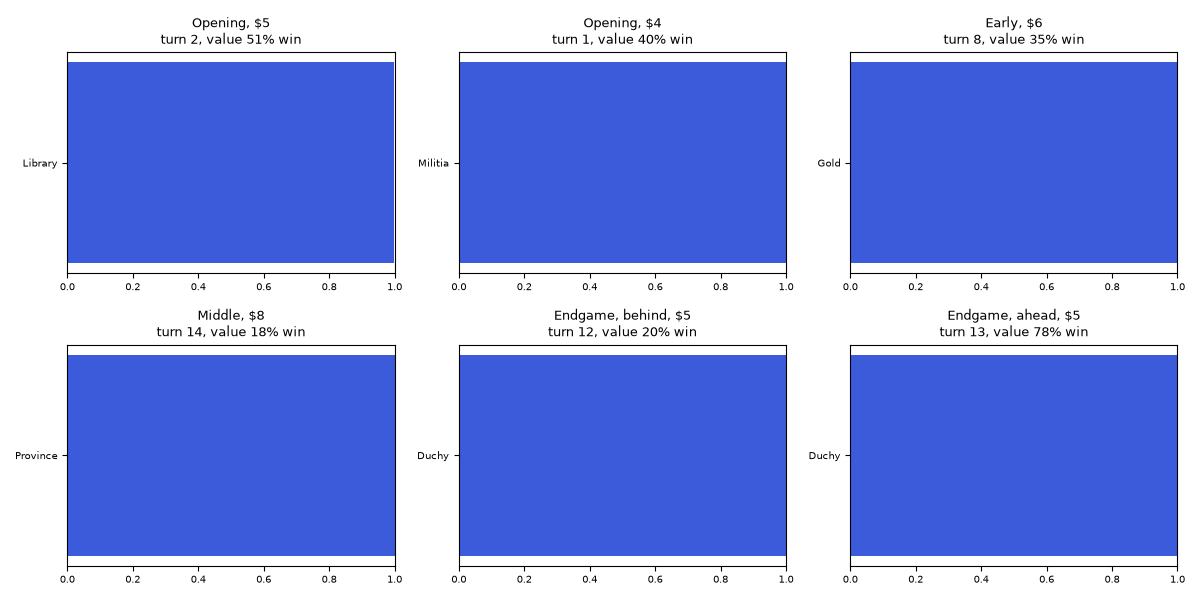 Opening, $5
turn 2, value 51% win
Library
0.0 0.2 0.4 0.6 0.8 1.0
Opening, $4
turn 1, value 40% win
Militia
0.0 0.2 0.4 0.6 0.8 1.0
Early, $6
turn 8, value 35% win
Gold
0.0 0.2 0.4 0.6 0.8 1.0
Middle, $8
turn 14, value 18% win
Province
0.0 0.2 0.4 0.6 0.8 1.0
Endgame, behind, $5
turn 12, value 20% win
Duchy
0.0 0.2 0.4 0.6 0.8 1.0
Endgame, ahead, $5
turn 13, value 78% win
Duchy
0.0 0.2 0.4 0.6 0.8 1.0